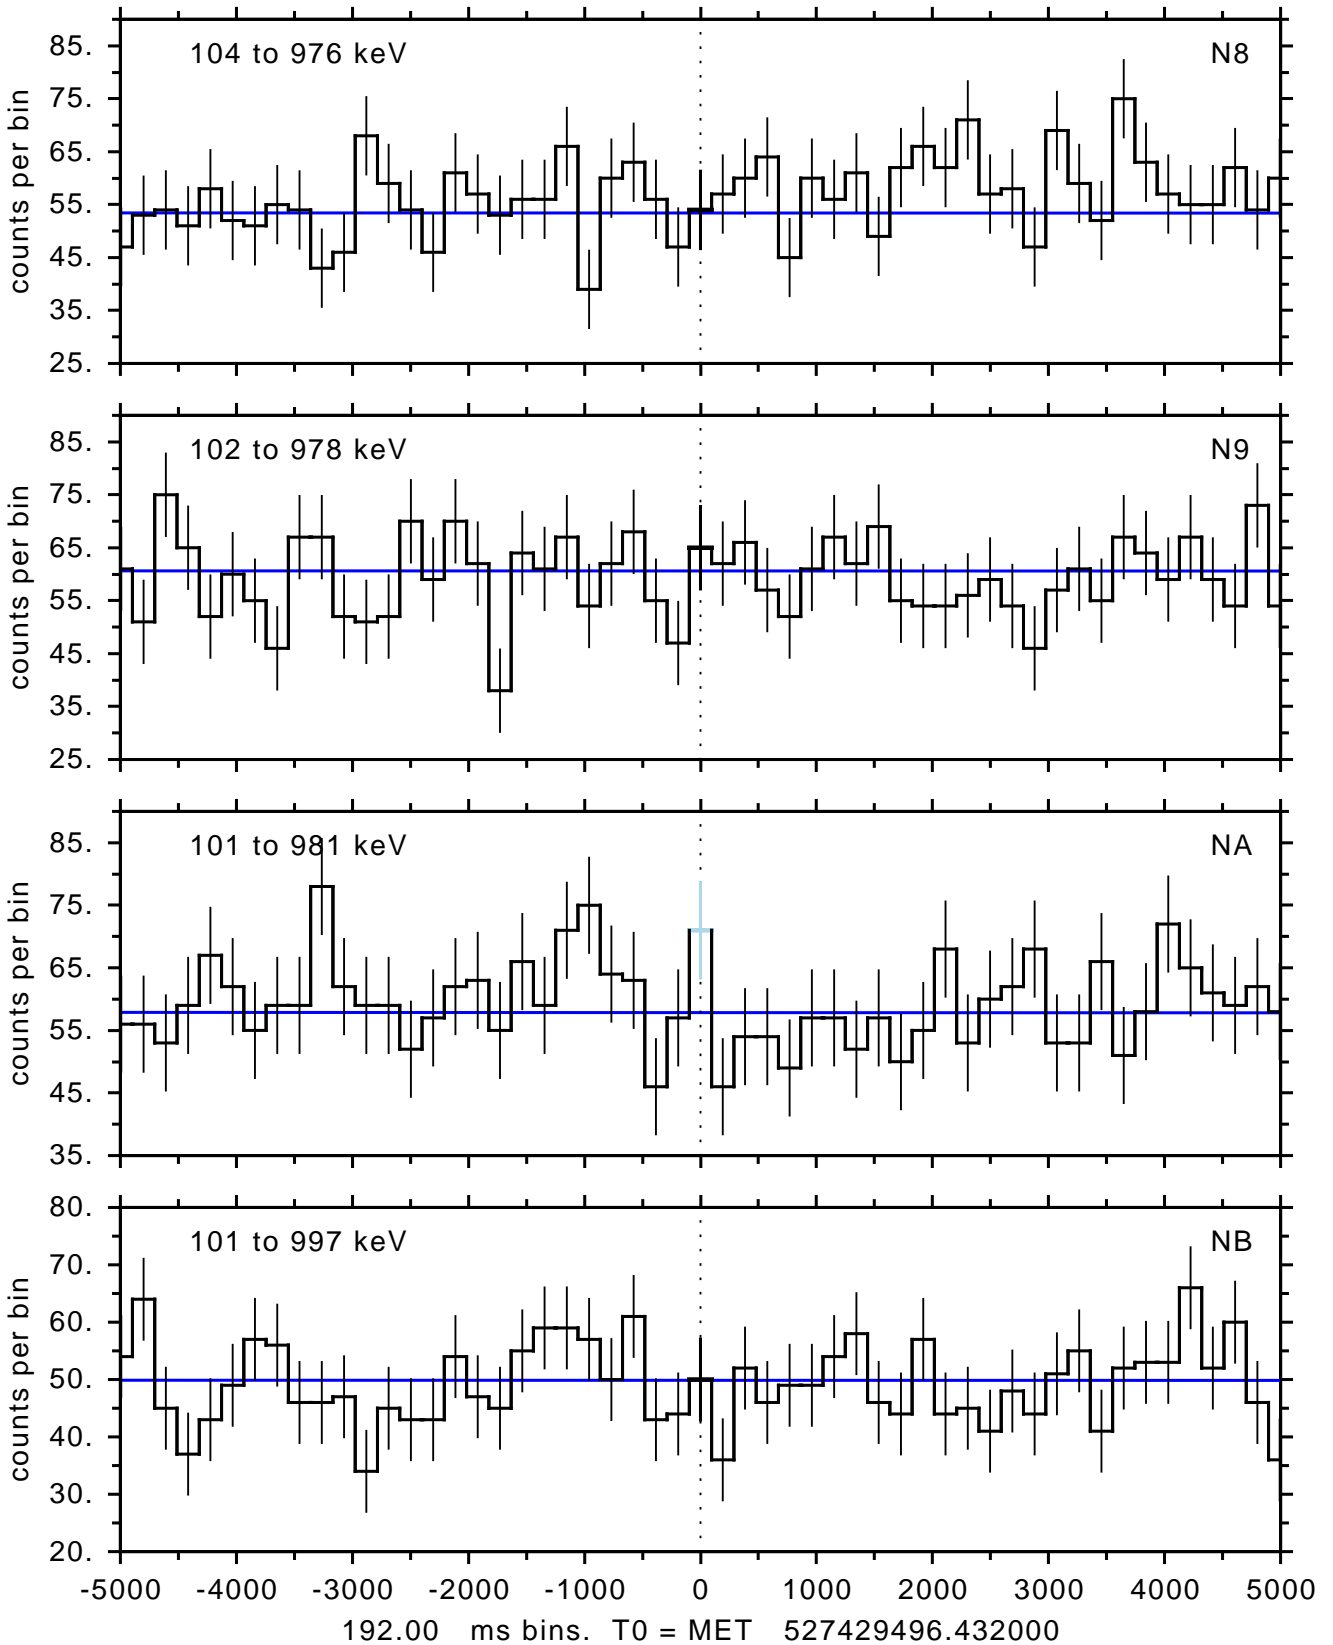 104 to 976 keV
N8
counts per bin
85.
75.
65.
55.
45.
35.
25.
102 to 978 keV
N9
counts per bin
85.
75.
65.
55.
45.
35.
25.
101 to 981 keV
NA
counts per bin
85.
75.
65.
55.
45.
35.
101 to 997 keV
NB
counts per bin
80.
70.
60.
50.
40.
30.
20.
-5000 -4000 -3000 -2000 -1000 0 1000 2000 3000 4000 5000
192.00 ms bins. T0 = MET 527429496.432000